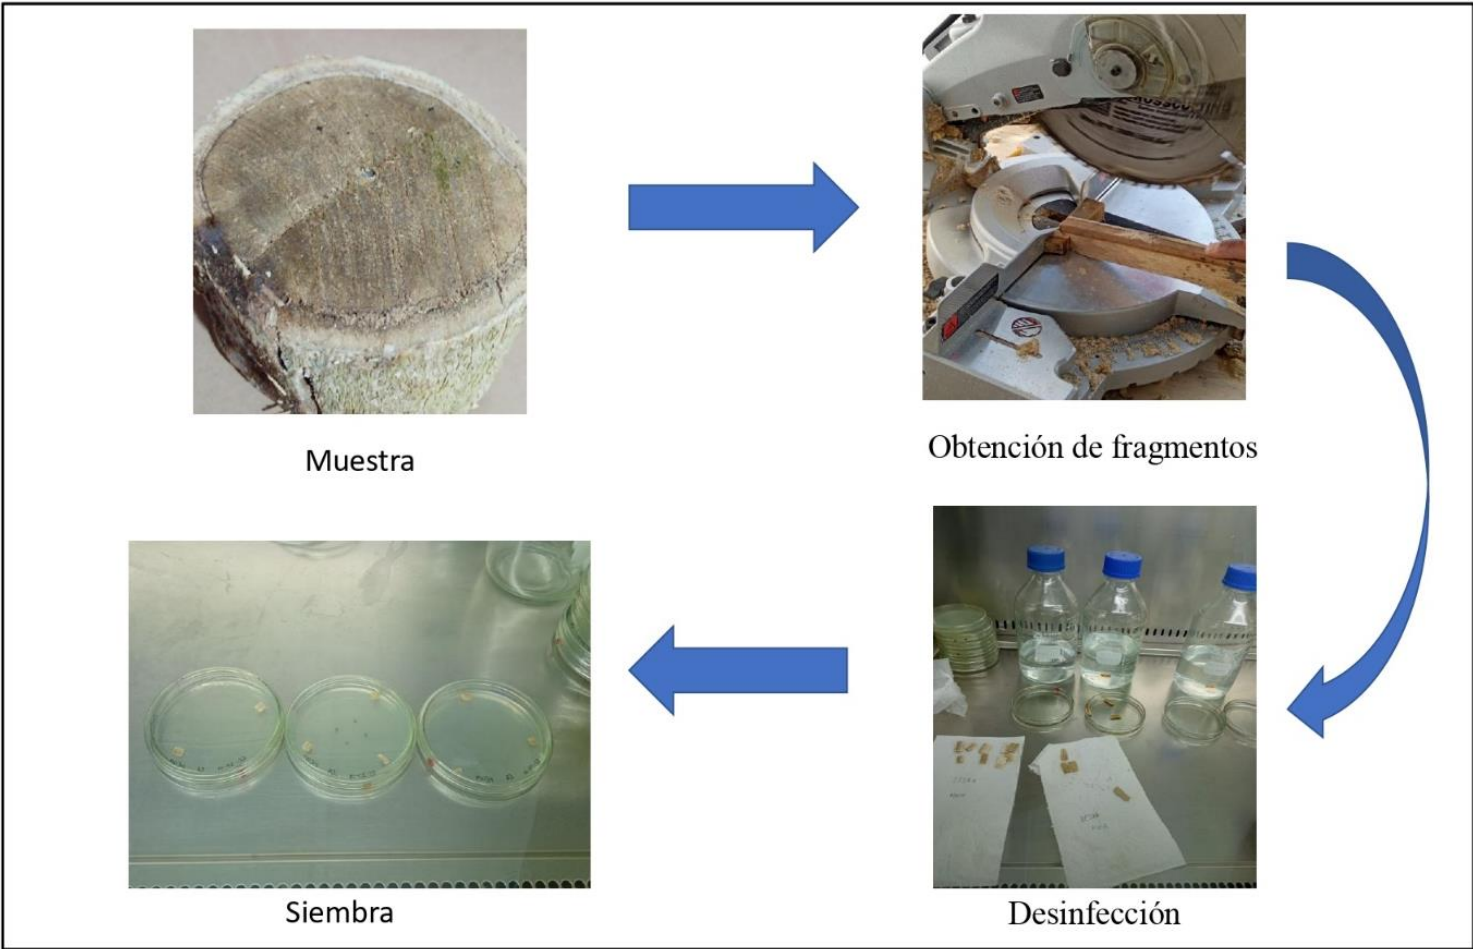 Muestra
Obtención de fragmentos
Siembra
Desinfección